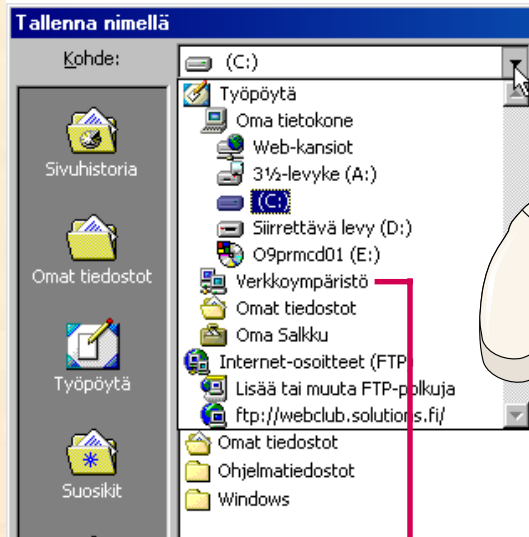 Tallenna nimellä
Kohde:
(C:)
Sivuhistoria
Omat tiedostot
Työpöytä
Suosikit
Työpöytä
Oma tietokone
Web-kansiot
3½-levyke (A:)
(C:)
Siirrettävä levy (D:)
O9prmcd01 (E:)
Verkkoympäristö
Omat tiedostot
Oma Salkku
Internet-osoitteet (FTP)
Lisää tai muuta FTP-polkuja
ftp://webclub.solutions.fi/
Omat tiedostot
Ohjelmatiedostot
Windows